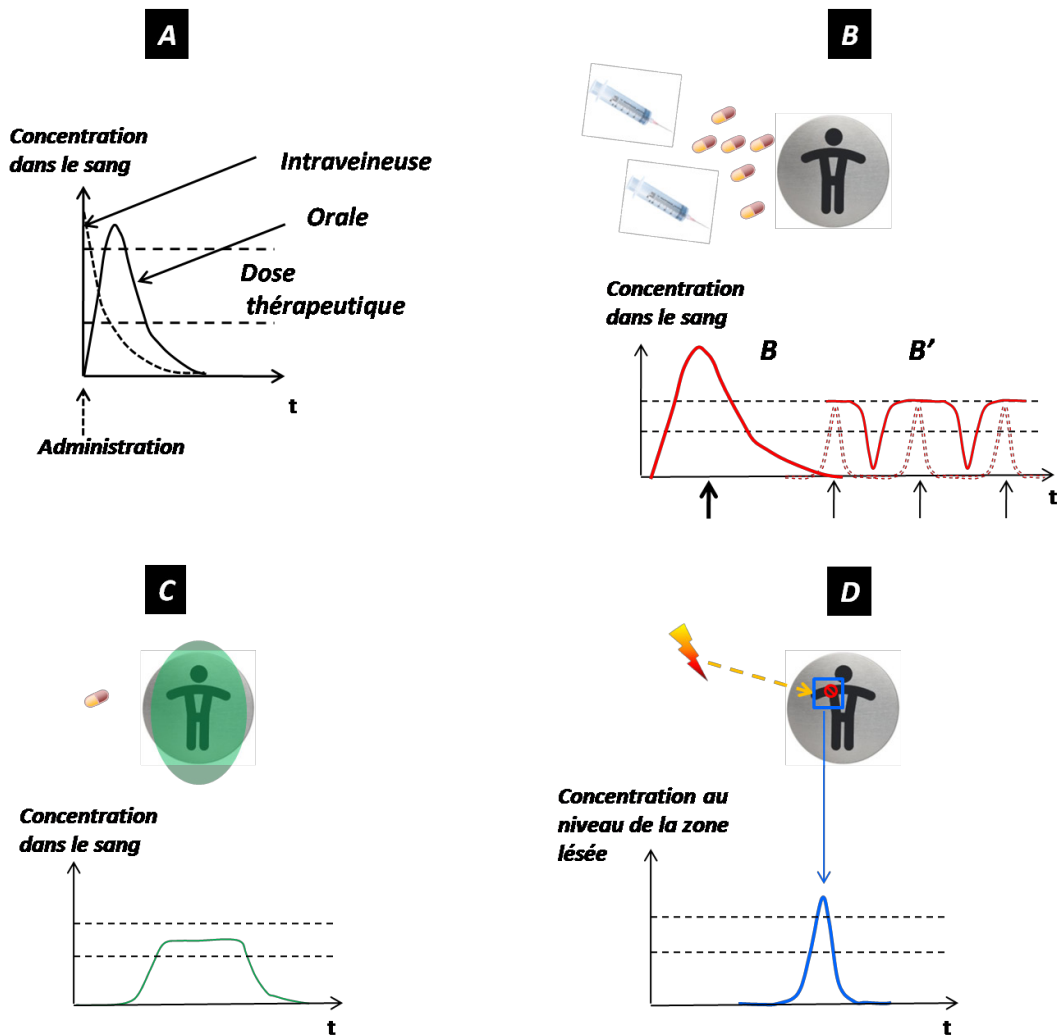 A
Concentration
dans le sang
Intraveineuse
Orale
Dose
thérapeutique
t
Administration
B
Concentration
dans le sang
B
B’
t
C
Concentration
dans le sang
t
D
Concentration au
niveau de la zone
lésée
t